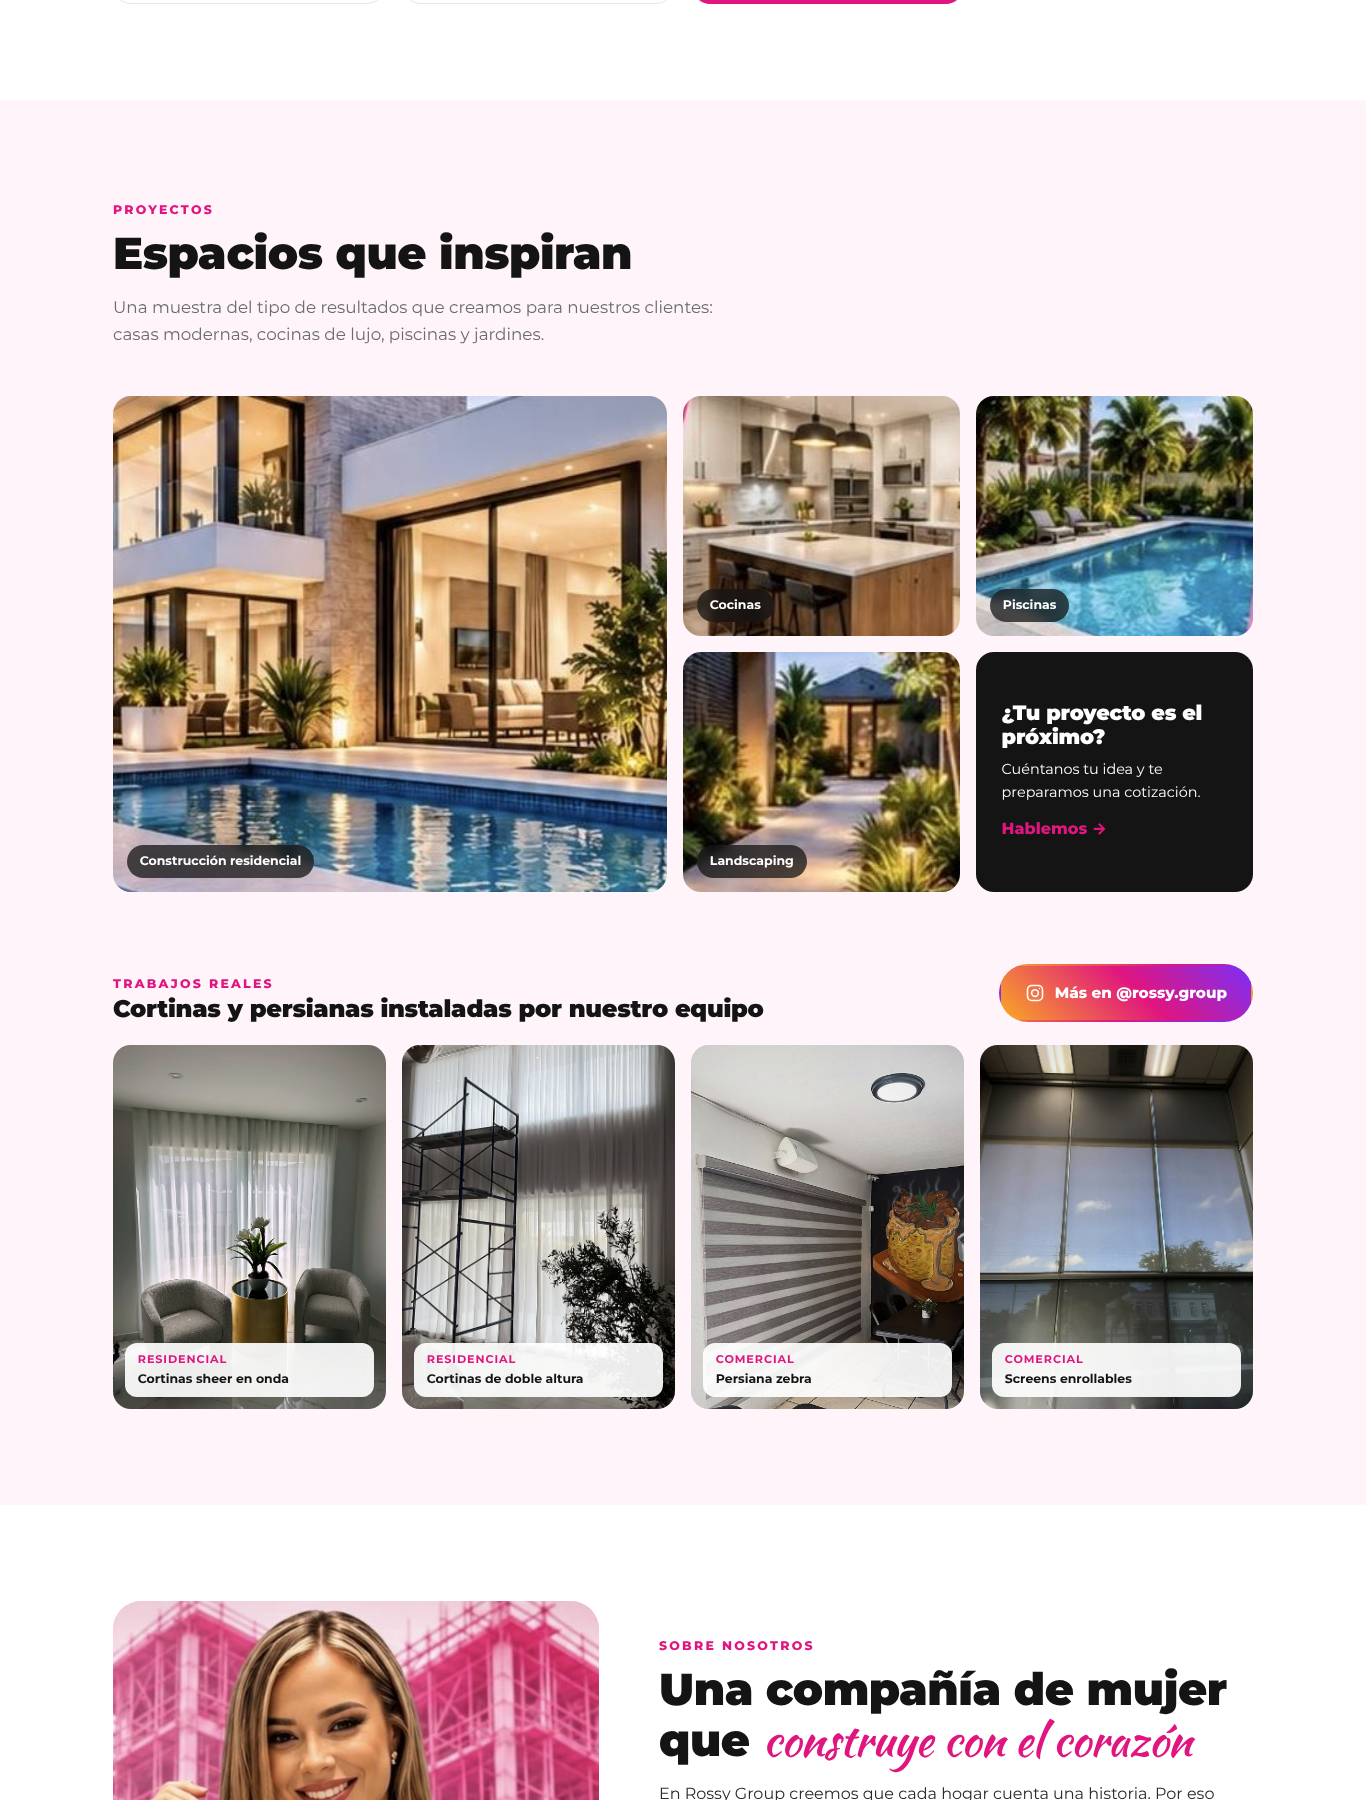 PROYECTOS
Espacios que inspiran
Una muestra del tipo de resultados que creamos para nuestros clientes:
casas modernas, cocinas de lujo, piscinas y jardines.
Construcción residencial
Cocinas
Piscinas
Landscaping
¿Tu proyecto es el
próximo?
Cuéntanos tu idea y te
preparamos una cotización.
Hablemos →
TRABAJOS REALES
Cortinas y persianas instaladas por nuestro equipo
Más en @rossy.group
RESIDENCIAL
Cortinas sheer en onda
RESIDENCIAL
Cortinas de doble altura
COMERCIAL
Persiana zebra
COMERCIAL
Screens enrollables
SOBRE NOSOTROS
Una compañía de mujer
que construye con el corazón
En Rossy Group creemos que cada hogar cuenta una historia. Por eso